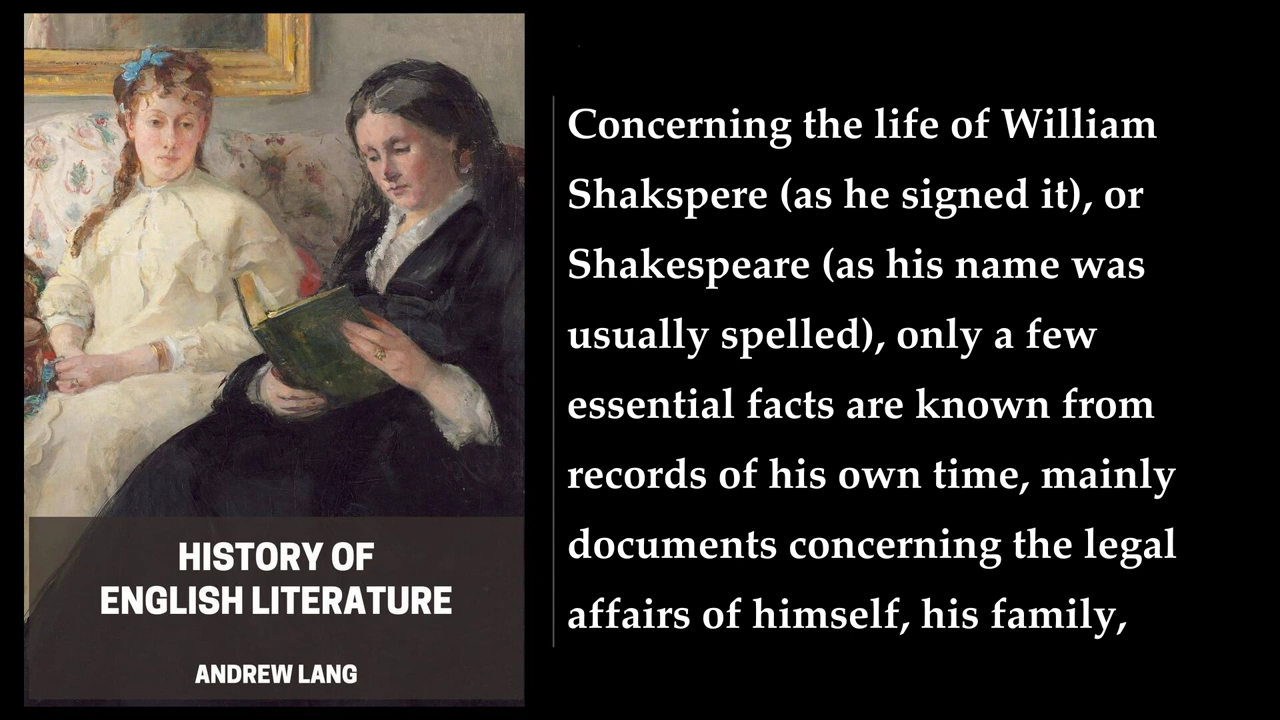 HISTORY OF
ENGLISH LITERATURE
ANDREW LANG
Concerning the life of William
Shakspere (as he signed it), or
Shakespeare (as his name was
usually spelled), only a few
essential facts are known from
records of his own time, mainly
documents concerning the legal
affairs of himself, his family,